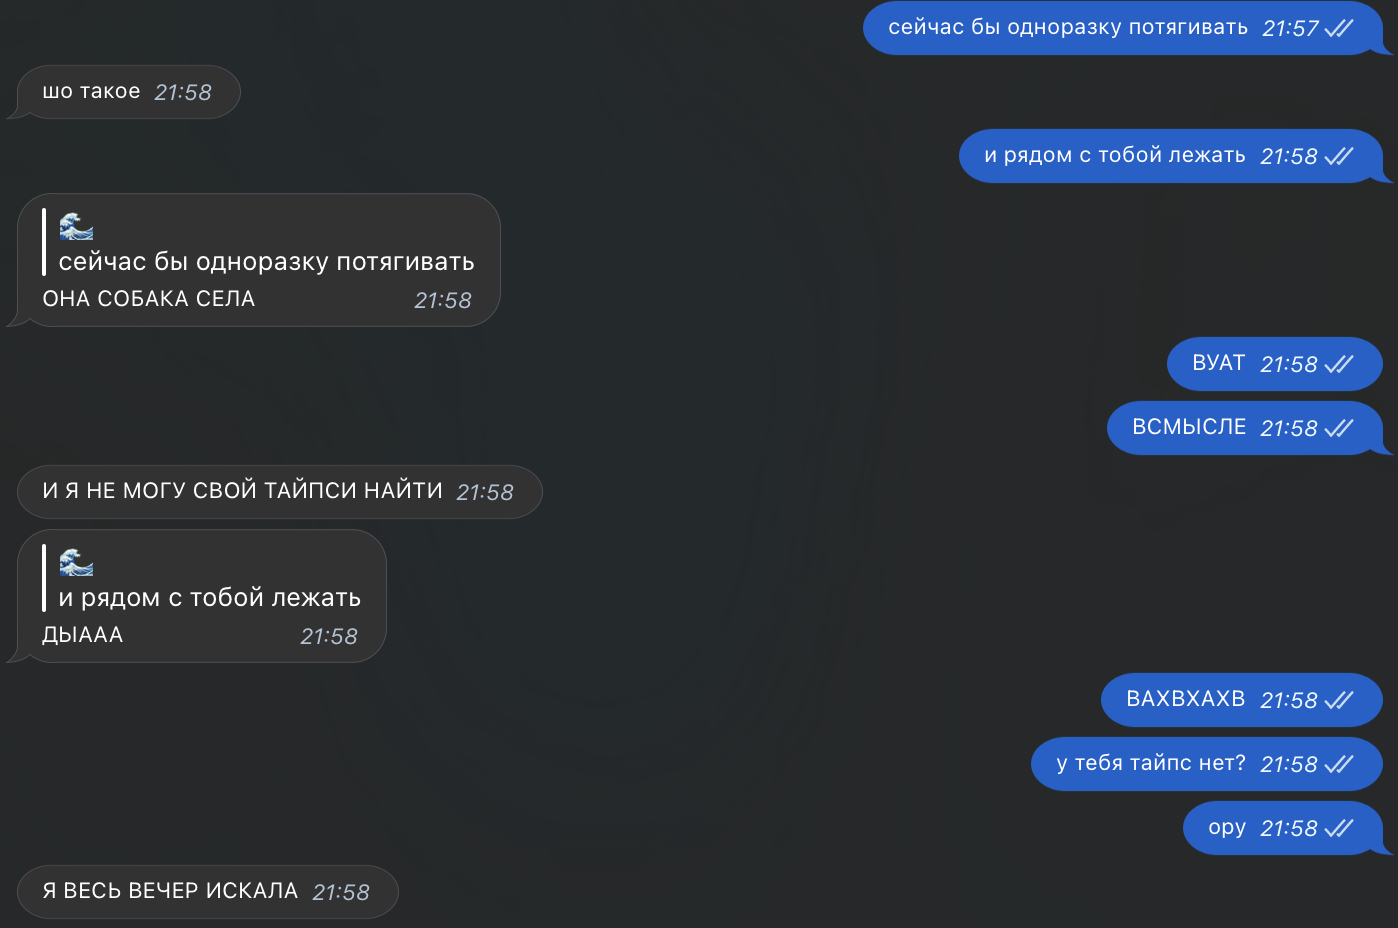 сейчас бы одноразку потягивать 21:57
шо такое 21:58
и рядом с тобой лежать 21:58
🌊
сейчас бы одноразку потягивать
ОНА СОБАКА СЕЛА 21:58
ВУАТ 21:58
ВСМЫСЛЕ 21:58
И Я НЕ МОГУ СВОЙ ТАЙПСИ НАЙТИ 21:58
🌊
и рядом с тобой лежать
ДЫААА 21:58
ВАХВХАХВ 21:58
у тебя тайпс нет? 21:58
ору 21:58
Я ВЕСЬ ВЕЧЕР ИСКАЛА 21:58